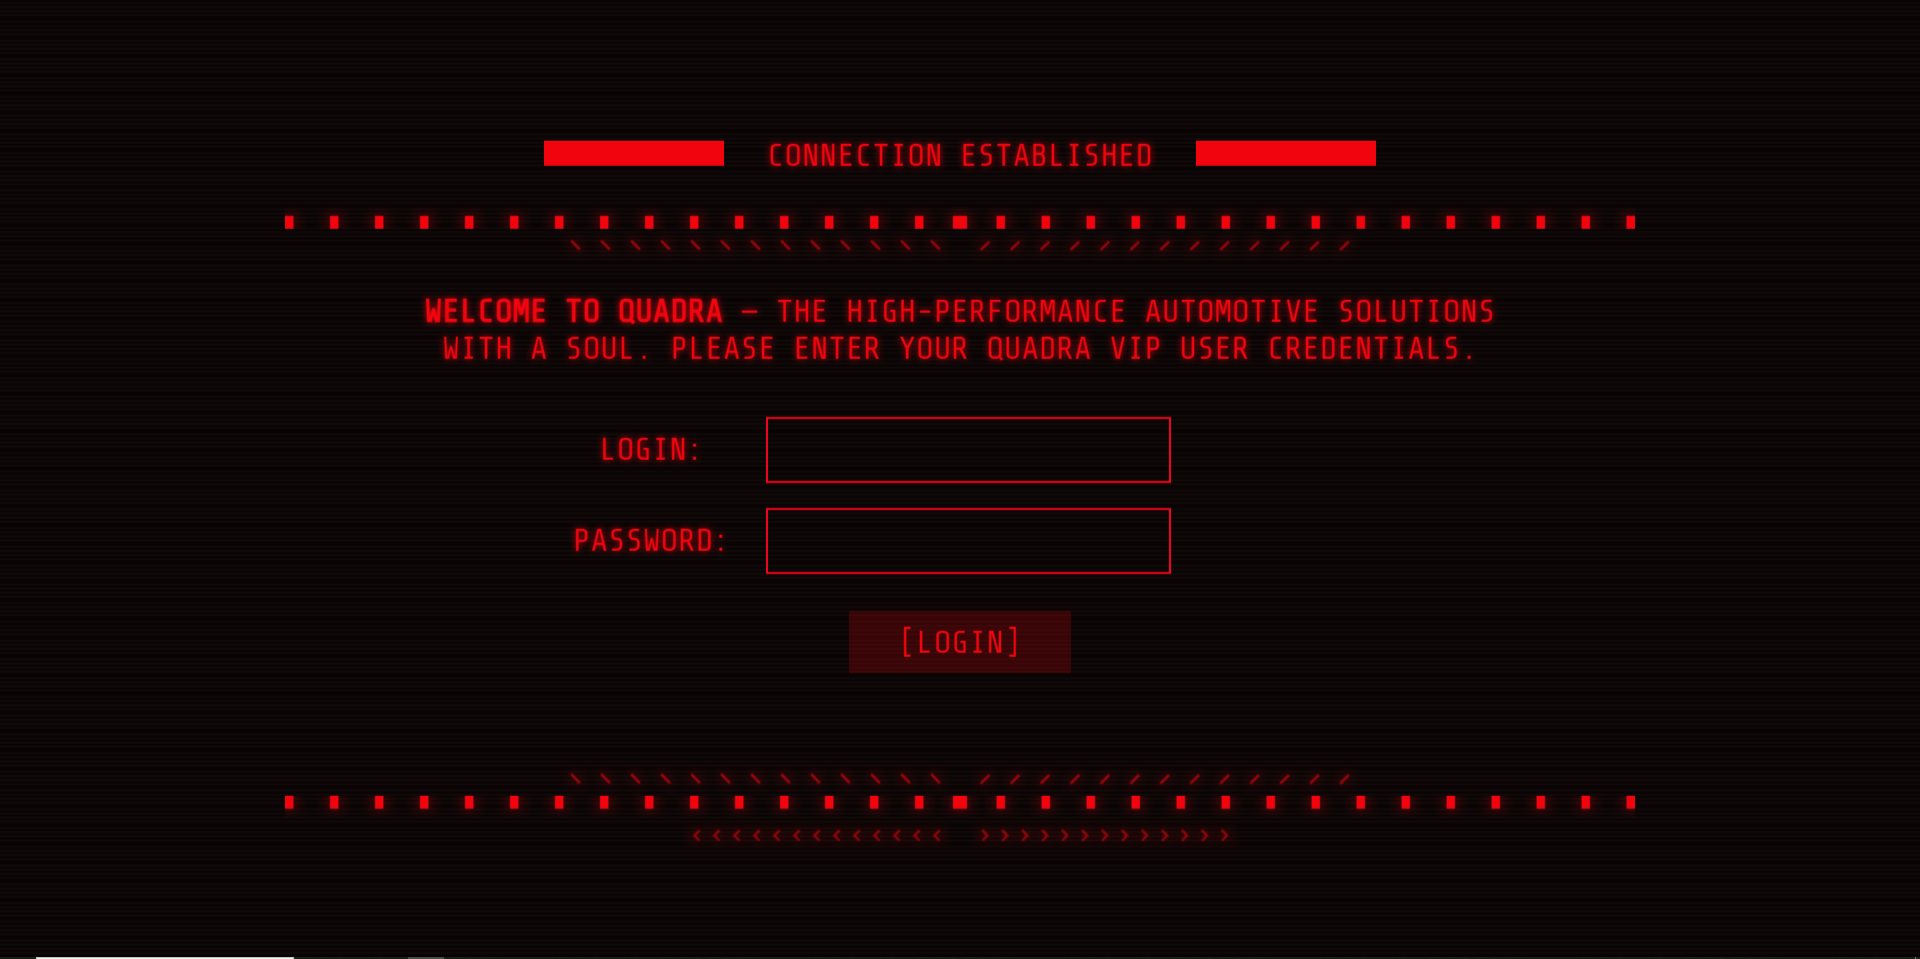 CONNECTION ESTABLISHED
\ \ \ \ \ \ \ \ \ \ \ \ \ / / / / / / / / / / / / /
WELCOME TO QUADRA – THE HIGH-PERFORMANCE AUTOMOTIVE SOLUTIONS
WITH A SOUL. PLEASE ENTER YOUR QUADRA VIP USER CREDENTIALS.
LOGIN:
PASSWORD:
[LOGIN]
\ \ \ \ \ \ \ \ \ \ \ \ \ / / / / / / / / / / / / /
‹‹‹‹‹‹‹‹‹‹‹‹‹ ›››››››››››››